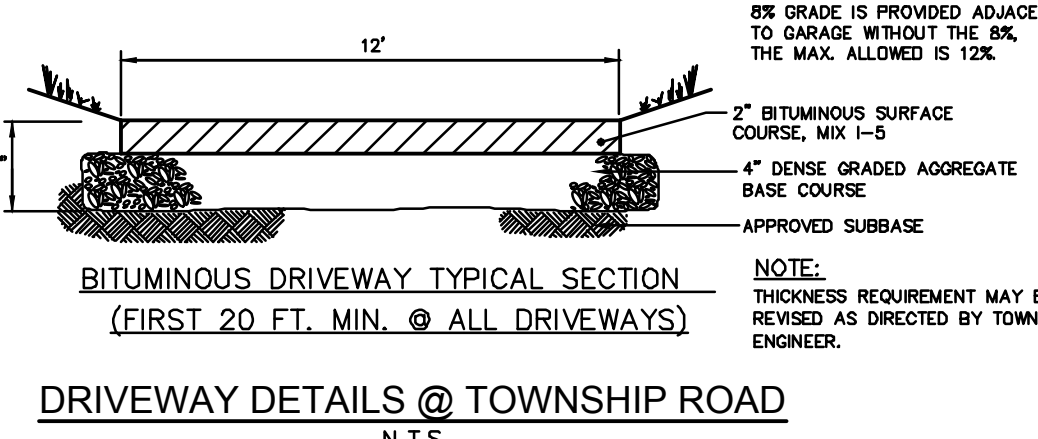 8% GRADE IS PROVIDED
TO GARAGE WITHOUT THE 8%,
THE MAX. ALLOWED IS 12%.
12'
2" BITUMINOUS SURFACE
COURSE, MIX I-5
4" DENSE GRADED AGGREGATE
BASE COURSE
APPROVED SUBBASE
BITUMINOUS DRIVEWAY TYPICAL SECTION
(FIRST 20 FT. MIN. @ ALL DRIVEWAYS)
NOTE:
THICKNESS REQUIREMENT MAY
REVISED AS DIRECTED BY TOWN
ENGINEER.
DRIVEWAY DETAILS @ TOWNSHIP ROAD
N.T.S.